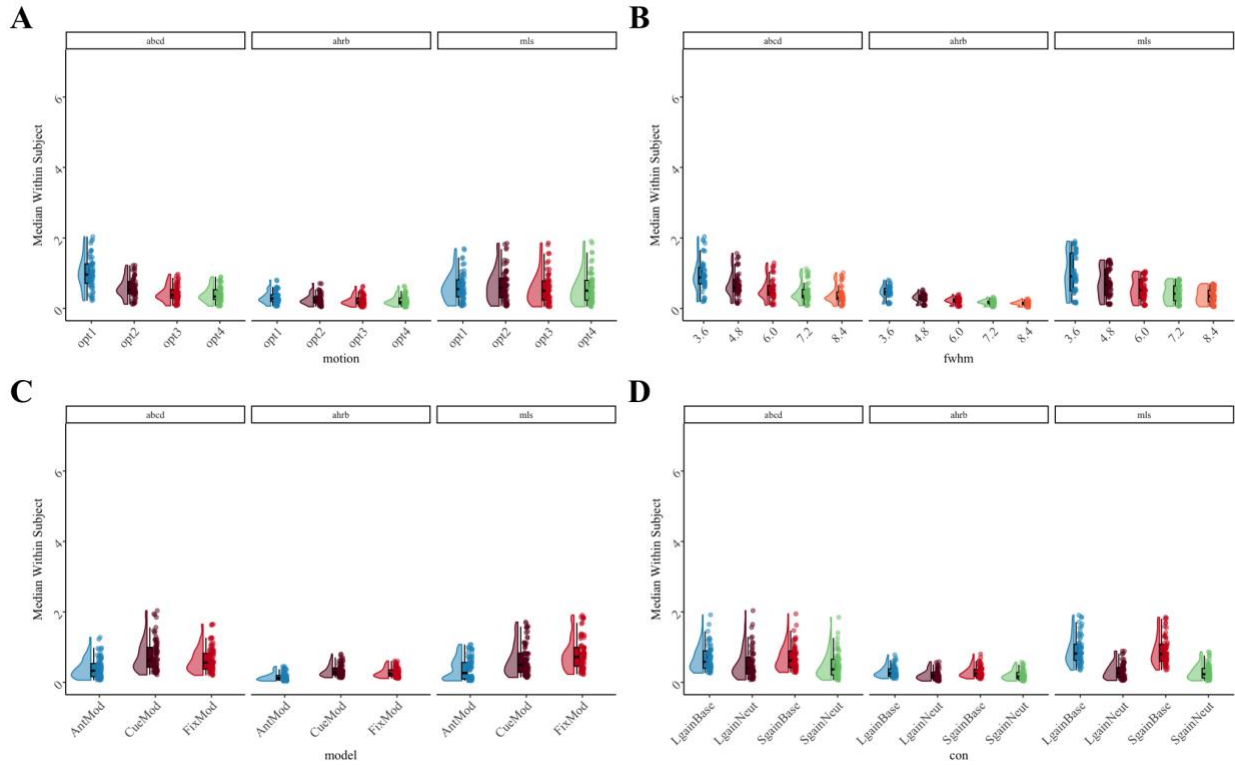 A
abcd ahrb mls
Median Within Subject
6
4
2
0
opt1 opt2 opt3 opt4 opt1 opt2 opt3 opt4 opt1 opt2 opt3 opt4
motion
B
abcd ahrb mls
Median Within Subject
6
4
2
0
3.6 4.8 6.0 7.2 8.4 3.6 4.8 6.0 7.2 8.4 3.6 4.8 6.0 7.2 8.4
fwhm
C
abcd ahrb mls
Median Within Subject
6
4
2
0
AntMod CueMod FixMod AntMod CueMod FixMod AntMod CueMod FixMod
model
D
abcd ahrb mls
Median Within Subject
6
4
2
0
LgainBase LgainNeut SgainBase SgainNeut LgainBase LgainNeut SgainBase SgainNeut LgainBase LgainNeut SgainBase SgainNeut
con